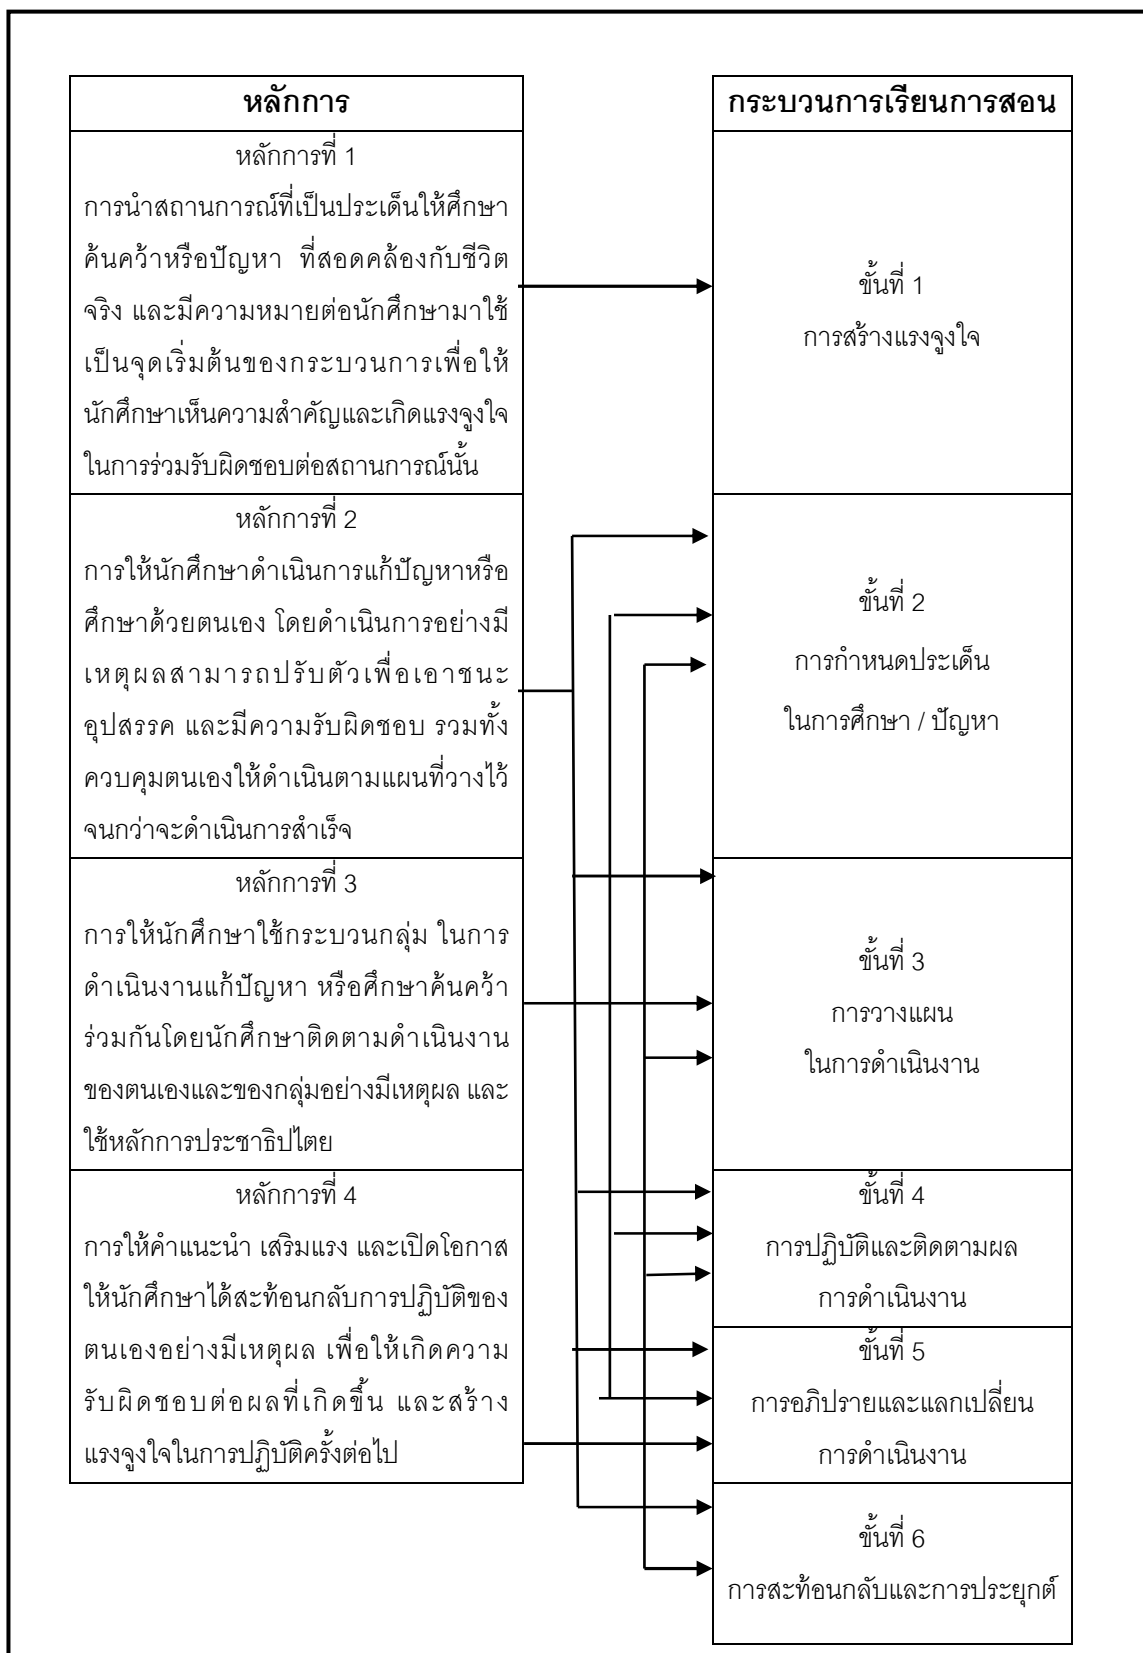 หลักการ
หลักการที่ 1
การนำสถานการณ์ที่เป็นประเด็นให้ศึกษา
ค้นคว้าหรือปัญหา ที่สอดคล้องกับชีวิต
จริง และมีความหมายต่อนักศึกษามาใช้
เป็นจุดเริ่มต้นของกระบวนการเพื่อให้
นักศึกษาเห็นความสำคัญและเกิดแรงจูงใจ
ในการร่วมรับผิดชอบต่อสถานการณ์นั้น
หลักการที่ 2
การให้นักศึกษาดำเนินการแก้ปัญหาหรือ
ศึกษาด้วยตนเอง โดยดำเนินการอย่างมี
เหตุผลสามารถปรับตัวเพื่อเอาชนะ
อุปสรรค และมีความรับผิดชอบ รวมทั้ง
ควบคุมตนเองให้ดำเนินตามแผนที่วางไว้
จนกว่าจะดำเนินการสำเร็จ
หลักการที่ 3
การให้นักศึกษาใช้กระบวนกลุ่ม ในการ
ดำเนินงานแก้ปัญหา หรือศึกษาค้นคว้า
ร่วมกันโดยนักศึกษาติดตามดำเนินงาน
ของตนเองและของกลุ่มอย่างมีเหตุผล และ
ใช้หลักการประชาธิปไตย
หลักการที่ 4
การให้คำแนะนำ เสริมแรง และเปิดโอกาส
ให้นักศึกษาได้สะท้อนกลับการปฏิบัติของ
ตนเองอย่างมีเหตุผล เพื่อให้เกิดความ
รับผิดชอบต่อผลที่เกิดขึ้น และสร้าง
แรงจูงใจในการปฏิบัติครั้งต่อไป
กระบวนการเรียนการสอน
ขั้นที่ 1
การสร้างแรงจูงใจ
ขั้นที่ 2
การกำหนดประเด็น
ในการศึกษา / ปัญหา
ขั้นที่ 3
การวางแผน
ในการดำเนินงาน
ขั้นที่ 4
การปฏิบัติและติดตามผล
การดำเนินงาน
ขั้นที่ 5
การอภิปรายและแลกเปลี่ยน
การดำเนินงาน
ขั้นที่ 6
การสะท้อนกลับและการประยุกต์